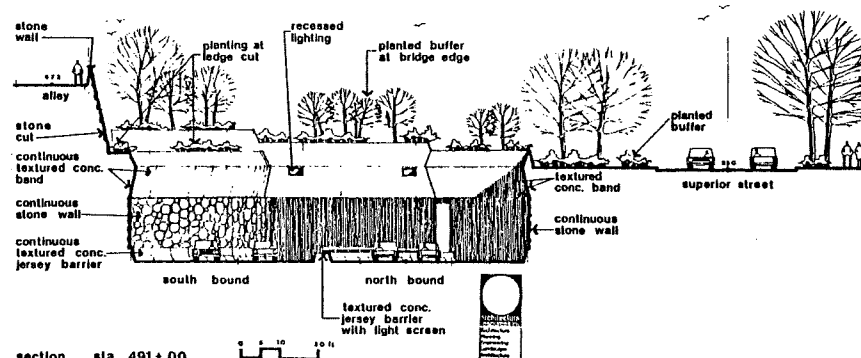 stone
wall
recessed
lighting
planting at
ledge cut
planted buffer
at bridge edge
alley
stone
cut
planted
buffer
continuous
textured conc.
band
textured
conc. band
superior street
continuous
stone wall
continuous
stone wall
continuous
textured conc.
jersey barrier
south bound
north bound
textured conc.
jersey barrier
with light screen
section sta. 491+00
0 5 10 20 ft